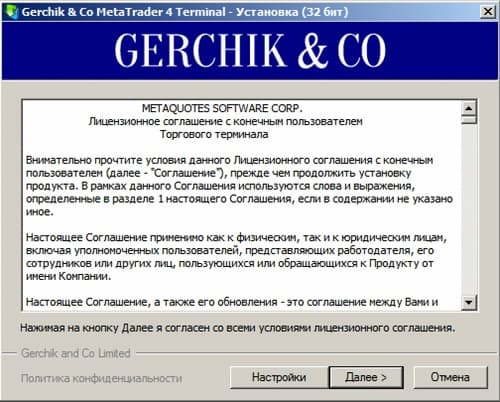 Gerchik & Co MetaTrader 4 Terminal - Установка (32 бит)
GERCHIK & CO
METAQUOTES SOFTWARE CORP.
Лицензионное соглашение с конечным пользователем
Торгового терминала
Внимательно прочтите условия данного Лицензионного соглашения с конечным
пользователем (далее - "Соглашение"), прежде чем продолжить установку
продукта. В рамках данного Соглашения используются слова и выражения,
определенные в разделе 1 настоящего Соглашения, если в содержании не указано
иное.
Настоящее Соглашение применимо как к физическим, так и к юридическим лицам,
включая уполномоченных пользователей, представляющих работодателя, его
сотрудников или других лиц, пользующихся или обращающихся к Продукту от
имени Компании.
Настоящее Соглашение, а также его обновления - это соглашение между Вами и
Нажимая на кнопку Далее я согласен со всеми условиями лицензионного соглашения.
Gerchik and Co Limited
Политика конфиденциальности
Настройки
Далее >
Отмена